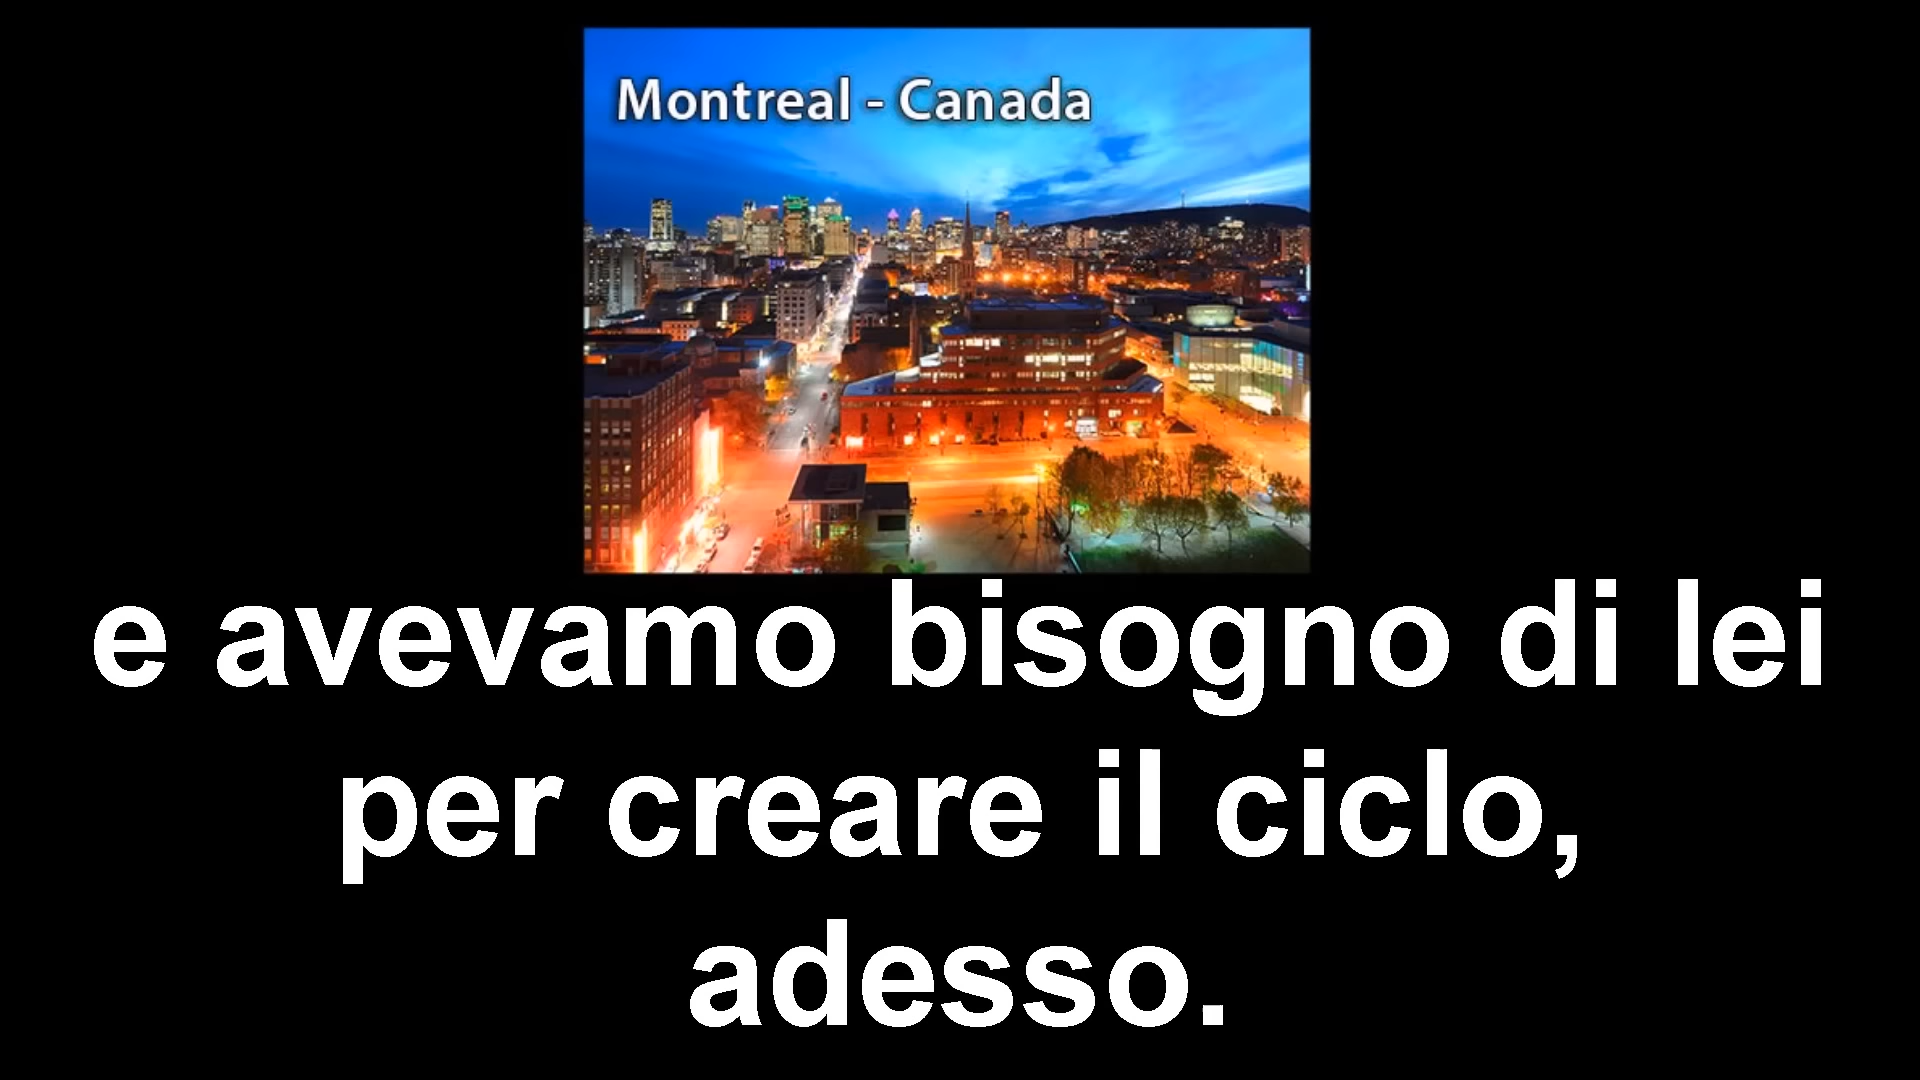 Montreal - Canada
e avevamo bisogno di lei
per creare il ciclo,
adesso.